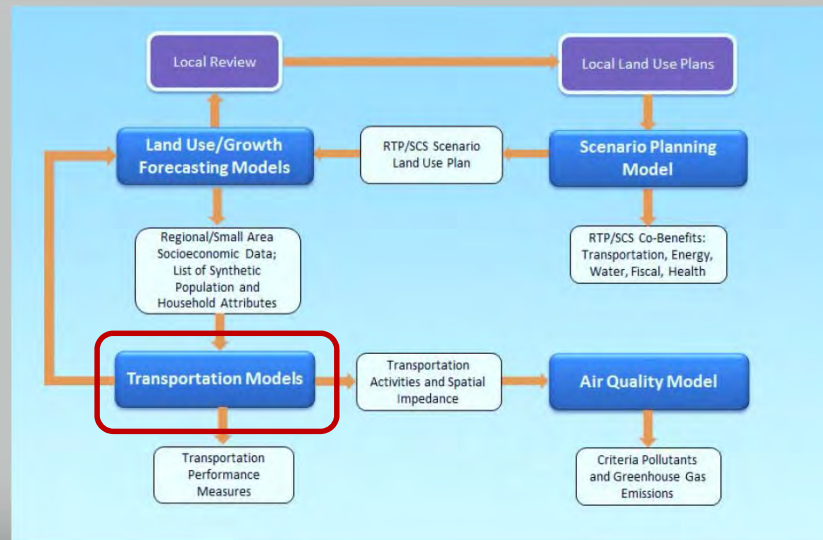 Local Review
Local Land Use Plans
Land Use/Growth
Forecasting Models
RTP/SCS Scenario
Land Use Plan
Scenario Planning
Model
Regional/Small Area
Socioeconomic Data;
List of Synthetic
Population and
Household Attributes
RTP/SCS Co-Benefits:
Transportation, Energy,
Water, Fiscal, Health
Transportation Models
Transportation
Activities and Spatial
Impedance
Air Quality Model
Transportation
Performance
Measures
Criteria Pollutants
and Greenhouse Gas
Emissions